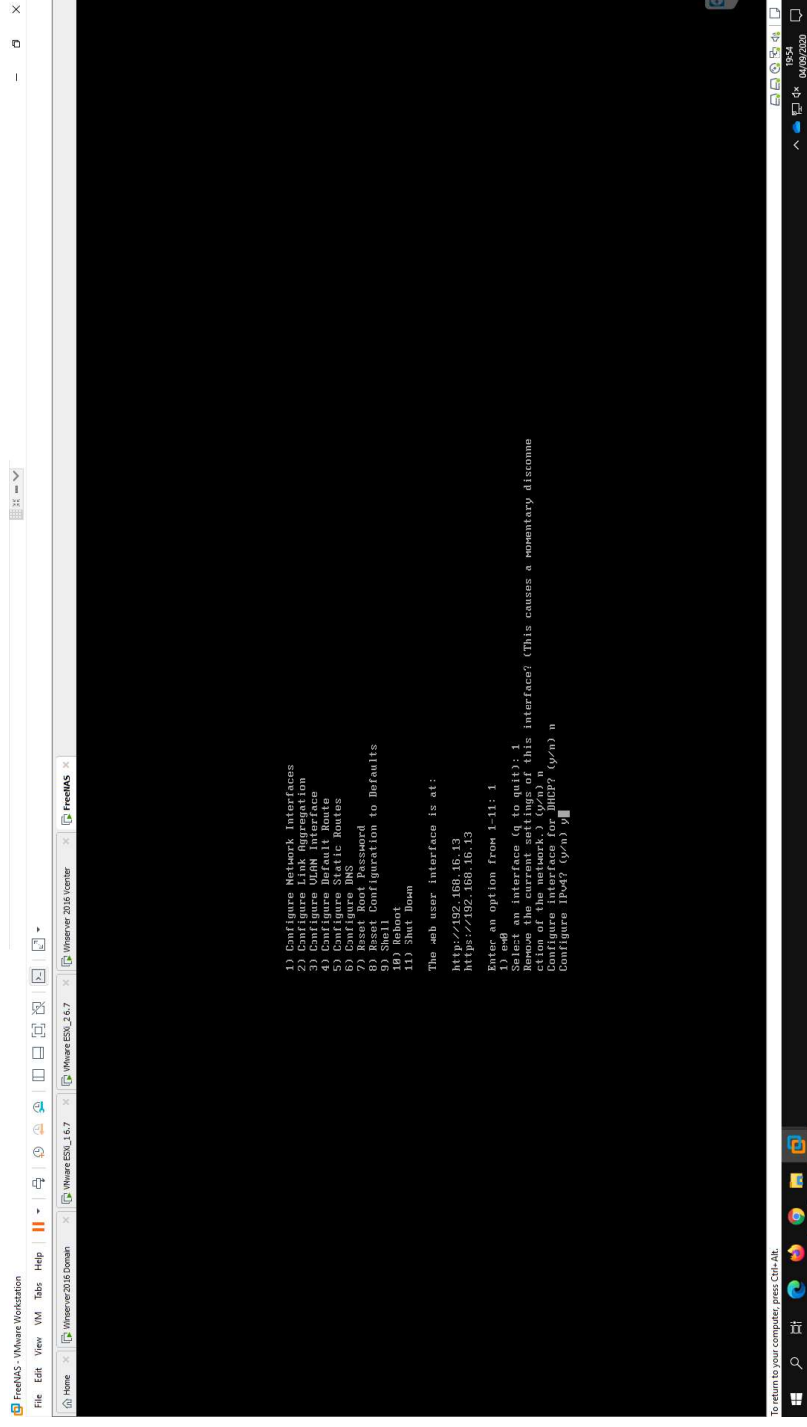 FreeNAS - VMware Workstation
File Edit View VM Tabs Help
Home
Winserver2016 Domain
VMware ESXi_1 6.7
VMware ESXi_2 6.7
Winserver 2016 Vcenter
FreeNAS
1) Configure Network Interfaces
2) Configure Link Aggregation
3) Configure VLAN Interface
4) Configure Default Route
5) Configure Static Routes
6) Configure DNS
7) Reset Root Password
8) Reset Configuration to Defaults
9) Shell
10) Reboot
11) Shut Down
The web user interface is at:
http://192.168.16.13
https://192.168.16.13
Enter an option from 1-11: 1
1) em0
Select an interface (q to quit): 1
Remove the current settings of this interface? (This causes a momentary disconne
ction of the network.) (y/n) n
Configure interface for DHCP? (y/n) n
Configure IPv4? (y/n) y
To return to your computer, press Ctrl+Alt.
19:54
04/09/2020